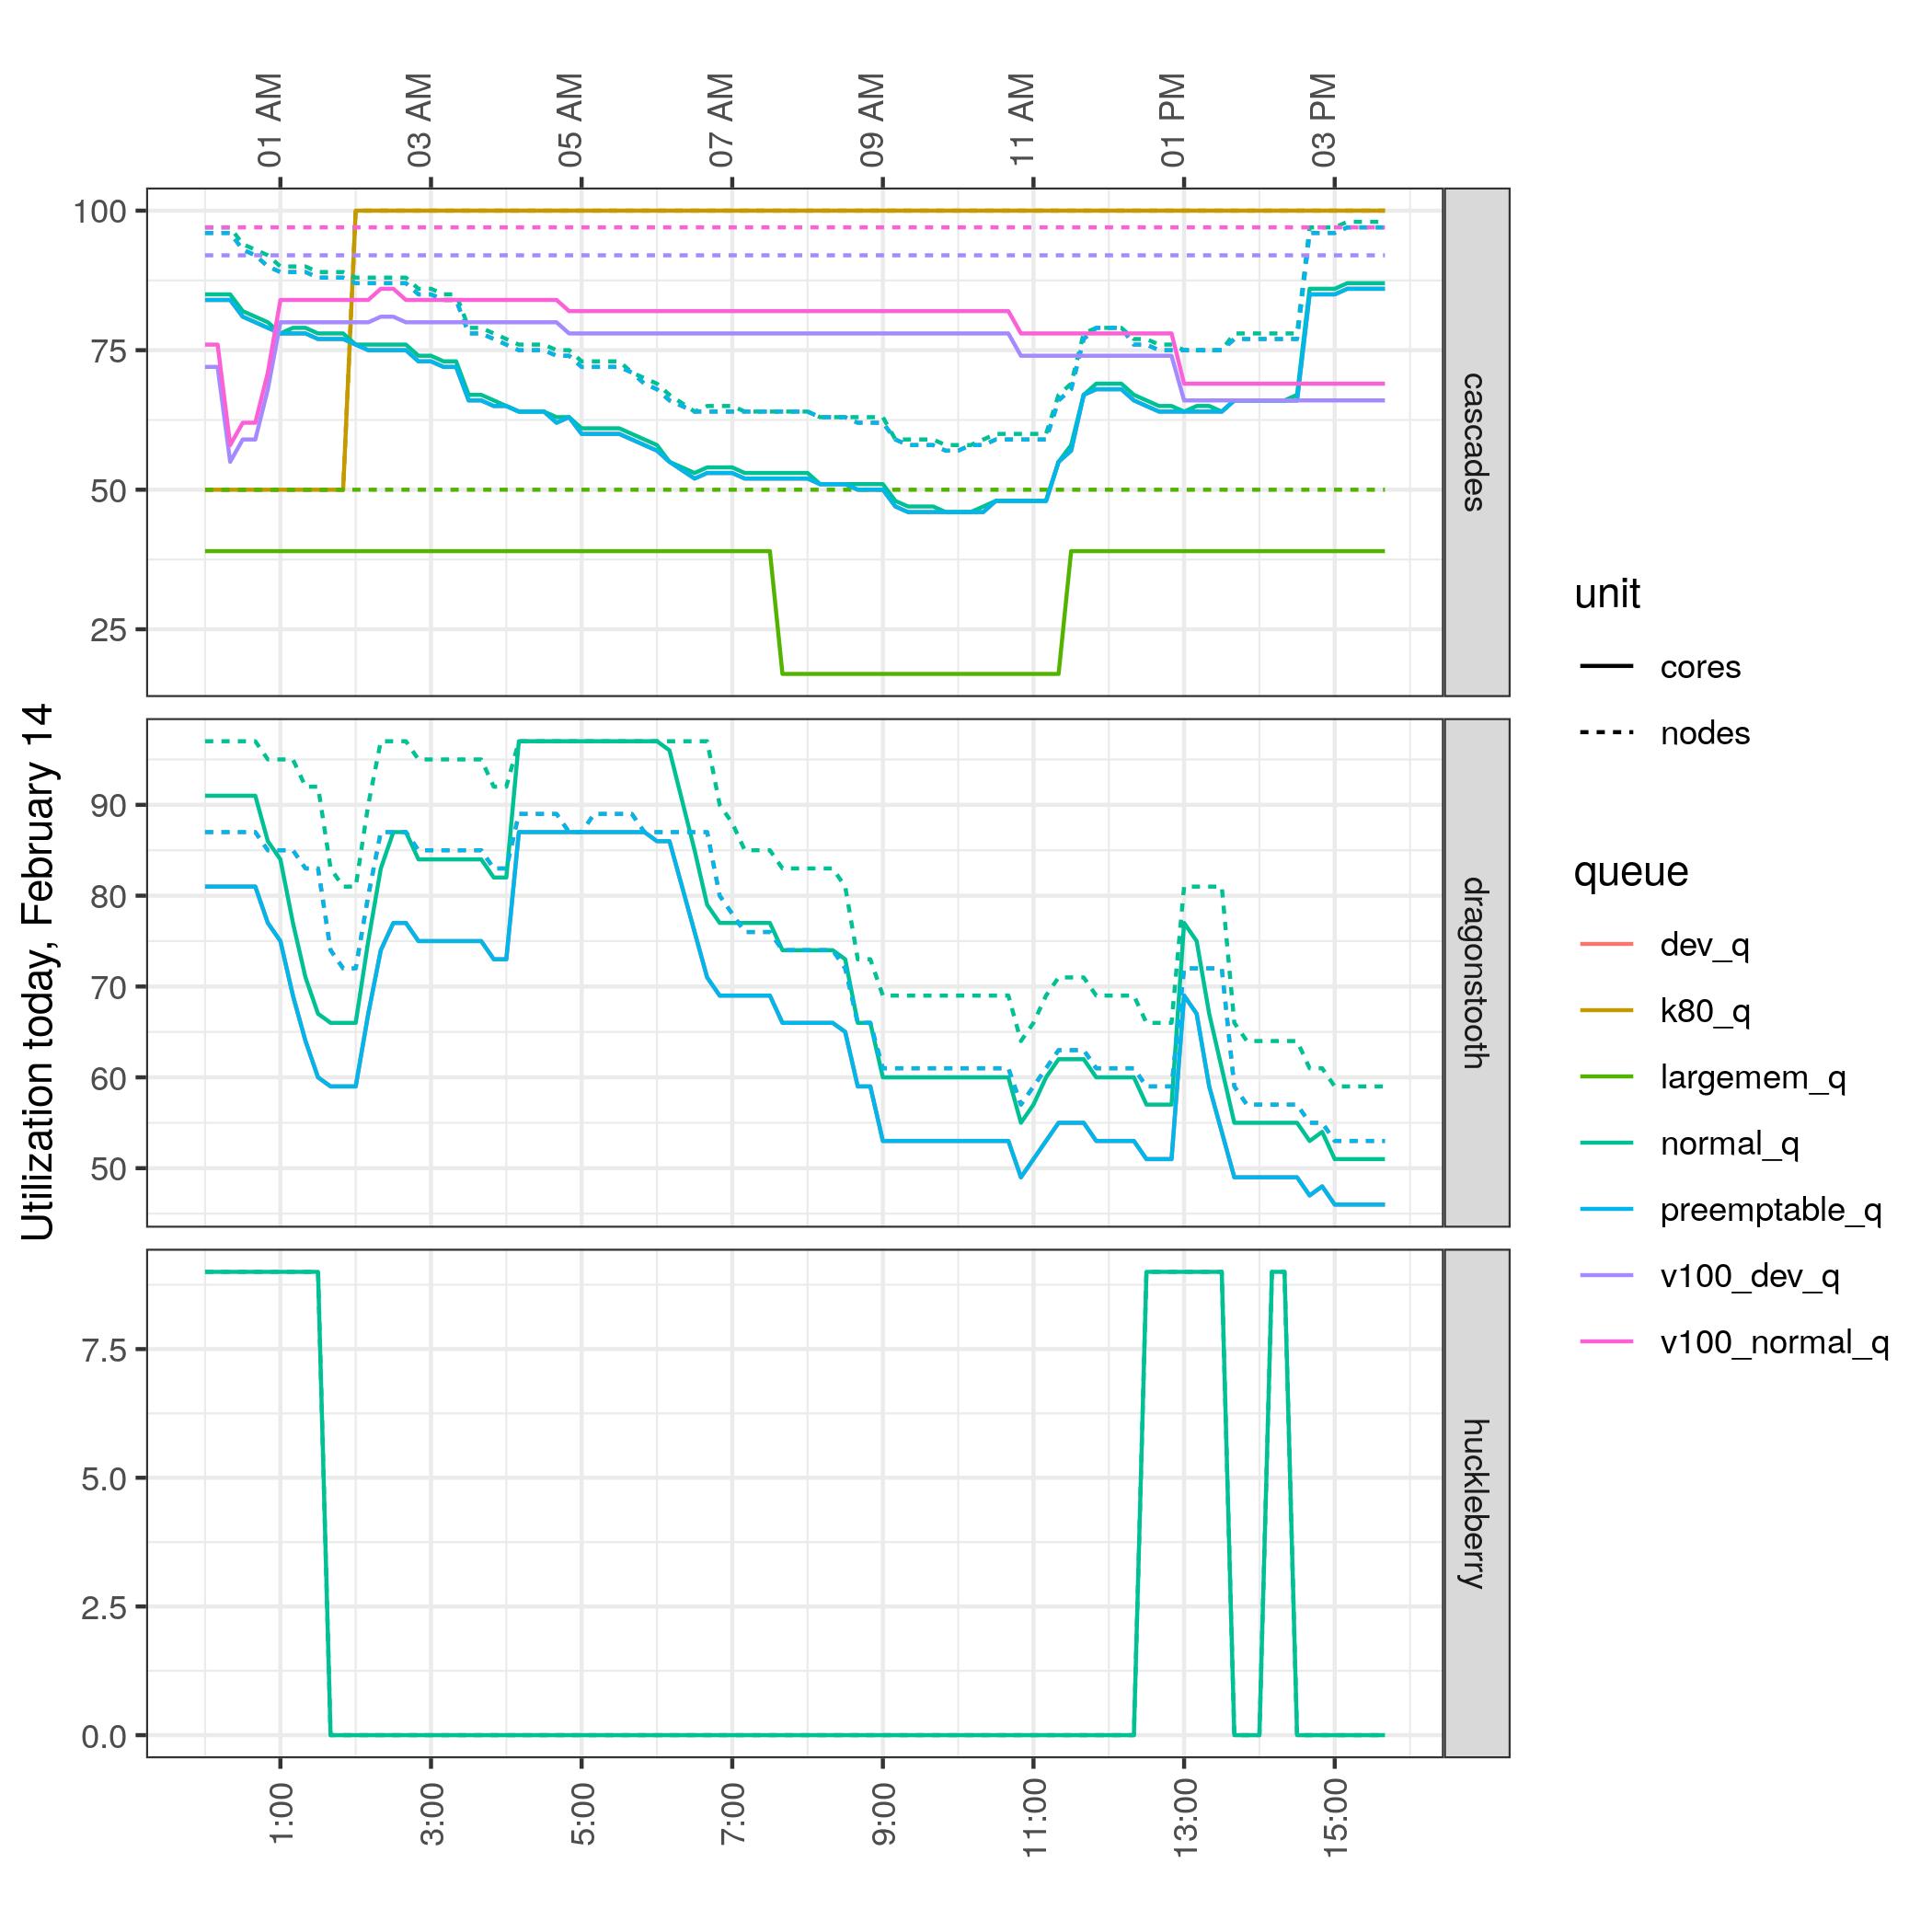 01 AM
03 AM
05 AM
07 AM
09 AM
11 AM
01 PM
03 PM
Utilization today, February 14
100
75
50
25
cascades
90
80
70
60
50
dragonstooth
7.5
5.0
2.5
0.0
huckleberry
1:00
3:00
5:00
7:00
9:00
11:00
13:00
15:00
unit
cores
nodes
queue
dev_q
k80_q
largemem_q
normal_q
preemptable_q
v100_dev_q
v100_normal_q